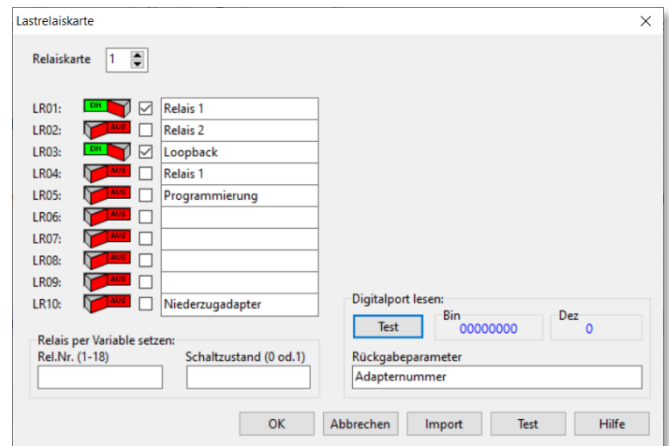 Lastrelaiskarte
Relaiskarte 1
LR01: EIN Relais 1
LR02: AUS Relais 2
LR03: EIN Loopback
LR04: AUS Relais 1
LR05: AUS Programmierung
LR06: AUS
LR07: AUS
LR08: AUS
LR09: AUS
LR10: AUS Niederzugadapter
Relais per Variable setzen:
Rel.Nr. (1-18) Schaltzustand (0 od.1)
Digitalport lesen:
Test Bin 00000000 Dez 0
Rückgabeparameter
Adapternummer
OK Abbrechen Import Test Hilfe